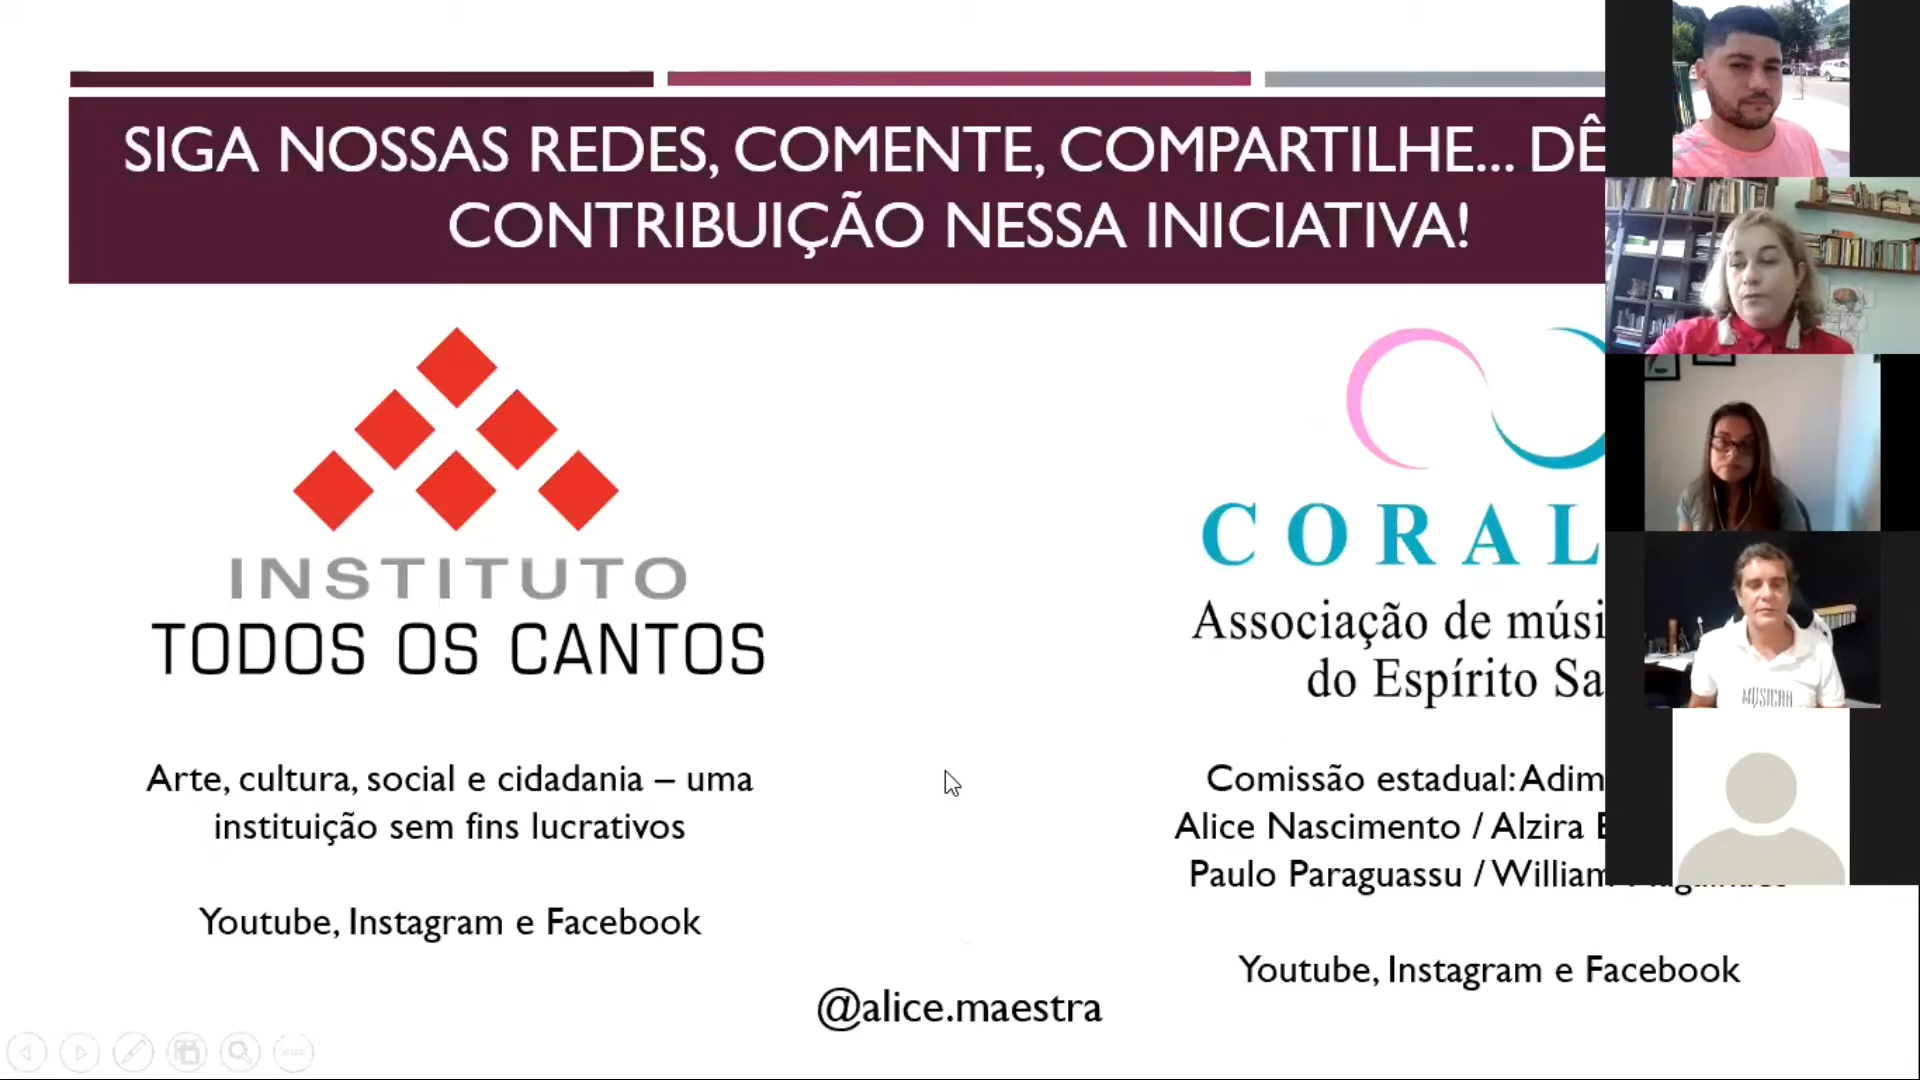 SIGA NOSSAS REDES, COMENTE, COMPARTILHE... DÊ
CONTRIBUIÇÃO NESSA INICIATIVA!
INSTITUTO
TODOS OS CANTOS
Arte, cultura, social e cidadania – uma
instituição sem fins lucrativos
Youtube, Instagram e Facebook
CORAL
Associação de músi
do Espírito Sa
Comissão estadual: Adim
Alice Nascimento / Alzira
Paulo Paraguassu / William
Youtube, Instagram e Facebook
@alice.maestra
MUSICAR